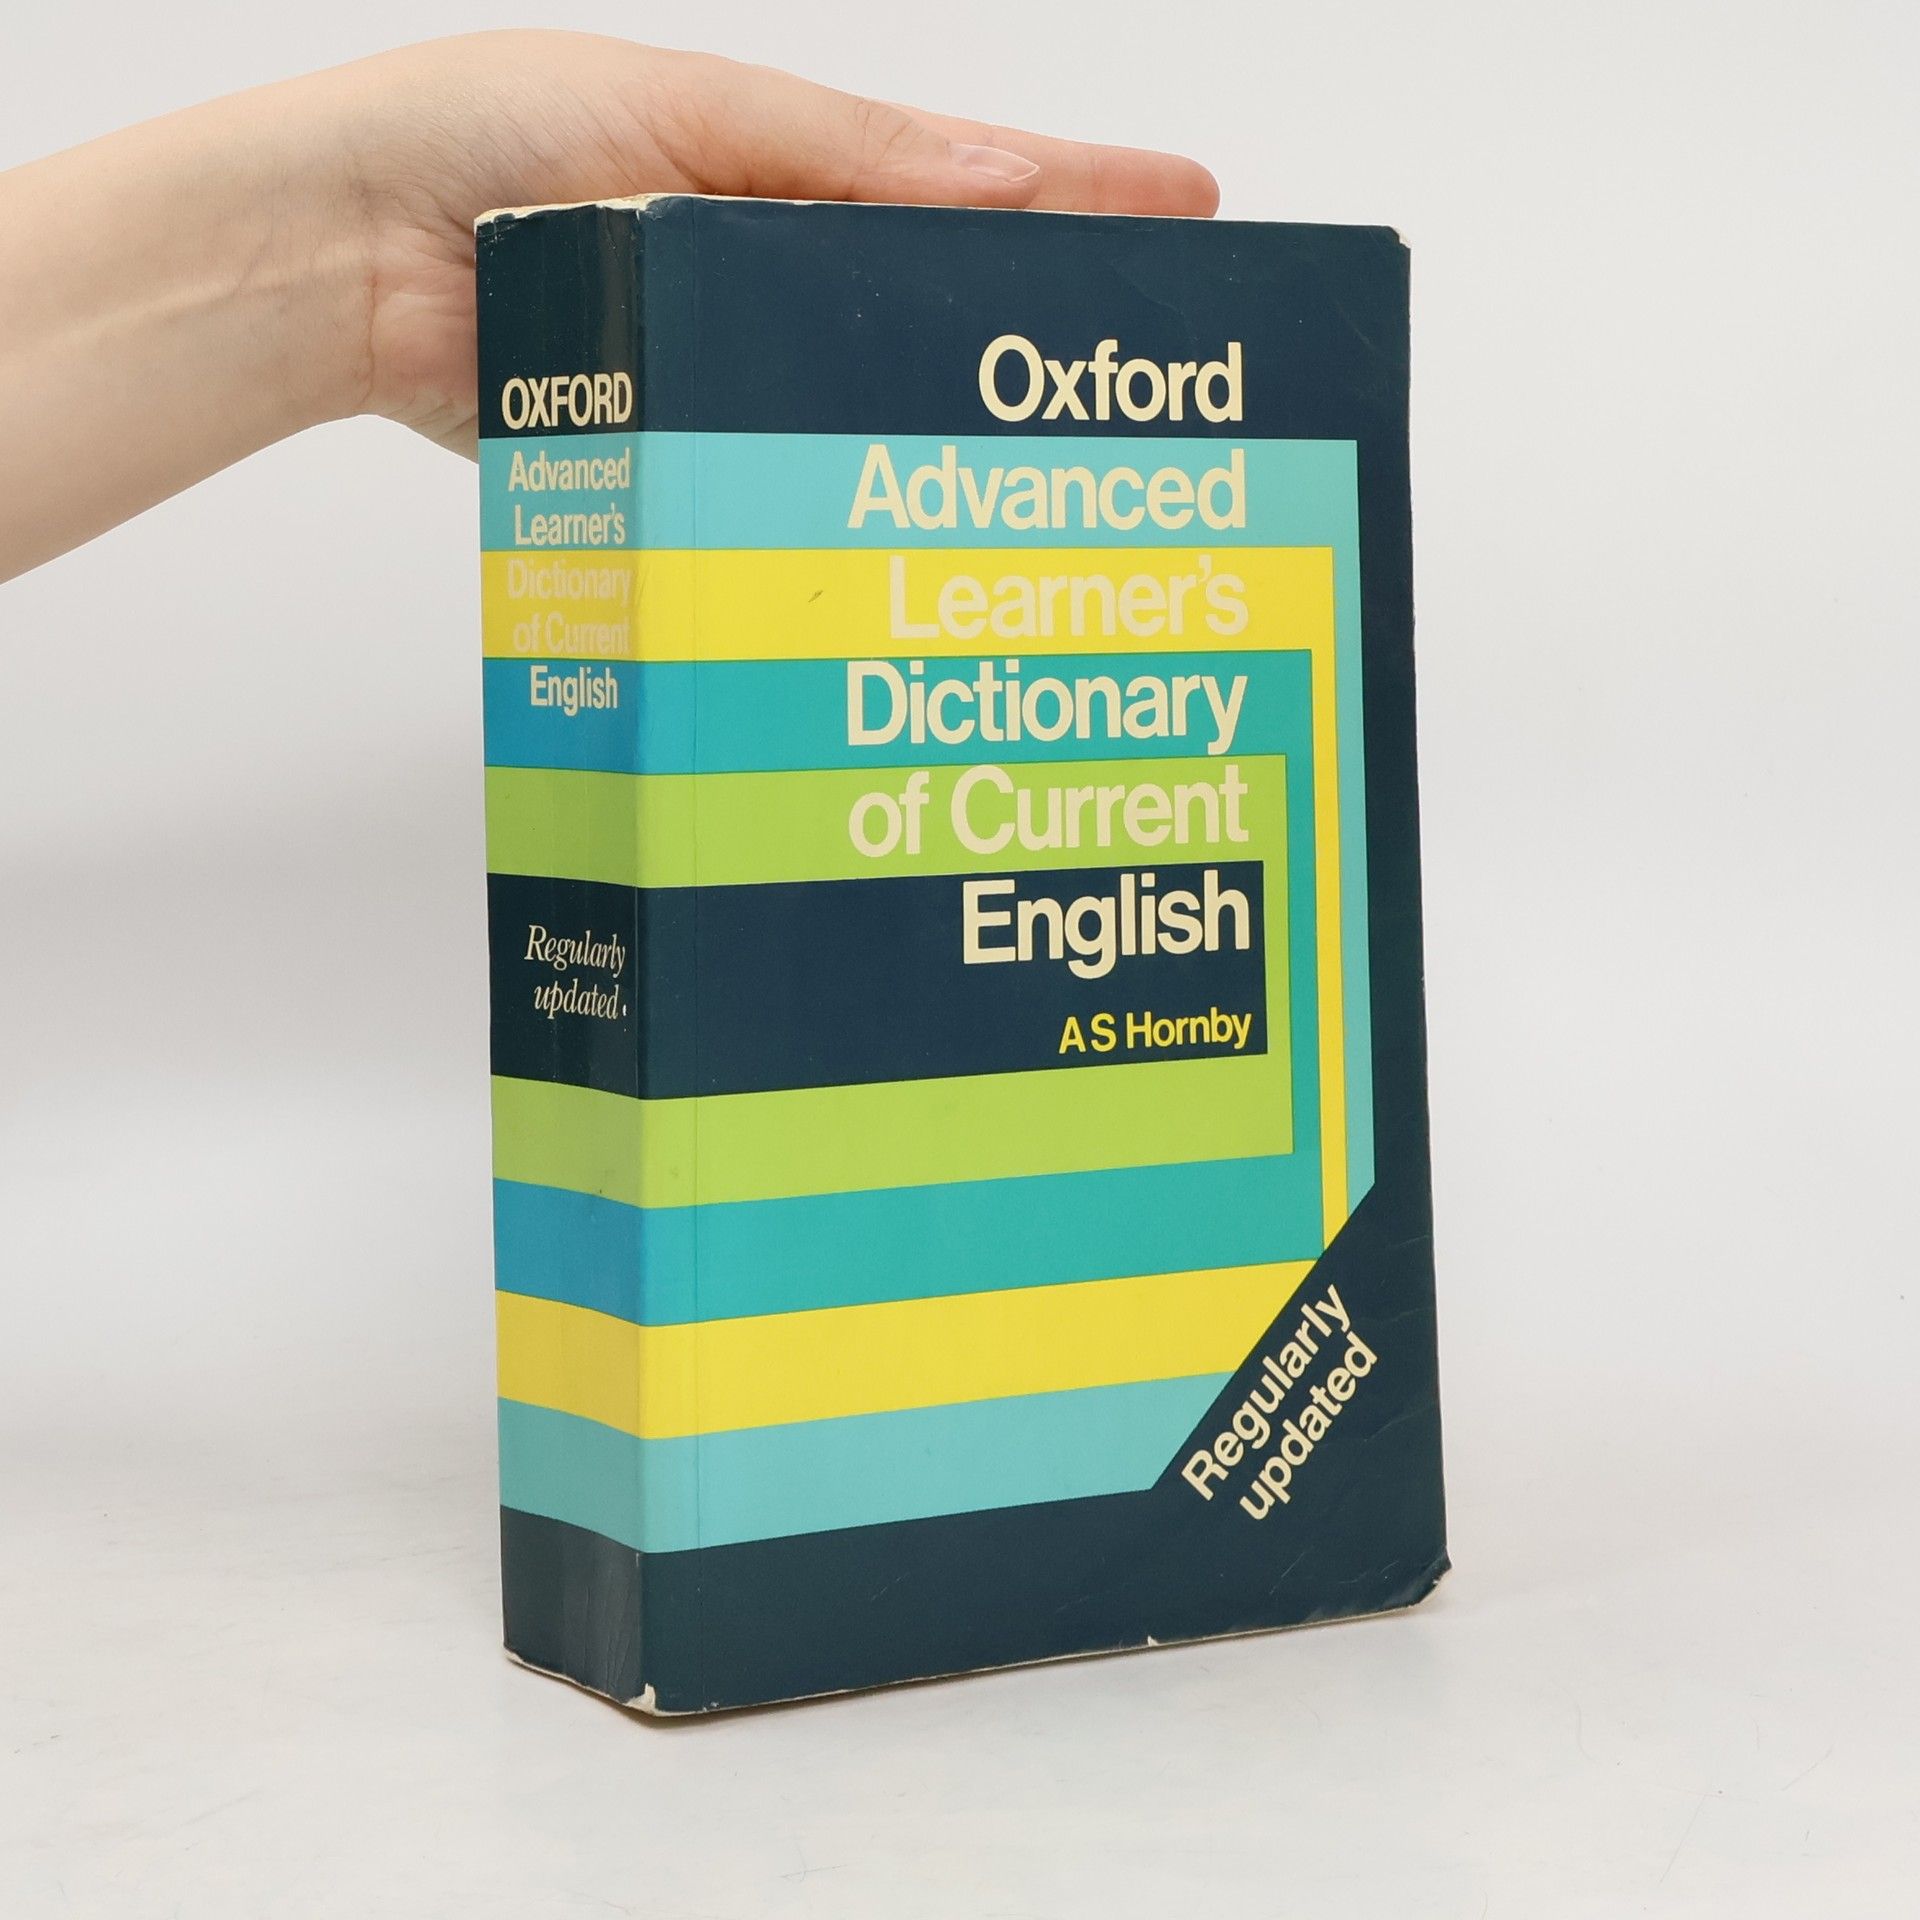 OXFORD
Advanced
Learner's
Dictionary
of Current
English
Regularly
updated
Oxford
Advanced
Learner's
Dictionary
of Current
English
A S Hornby
Regularly
updated